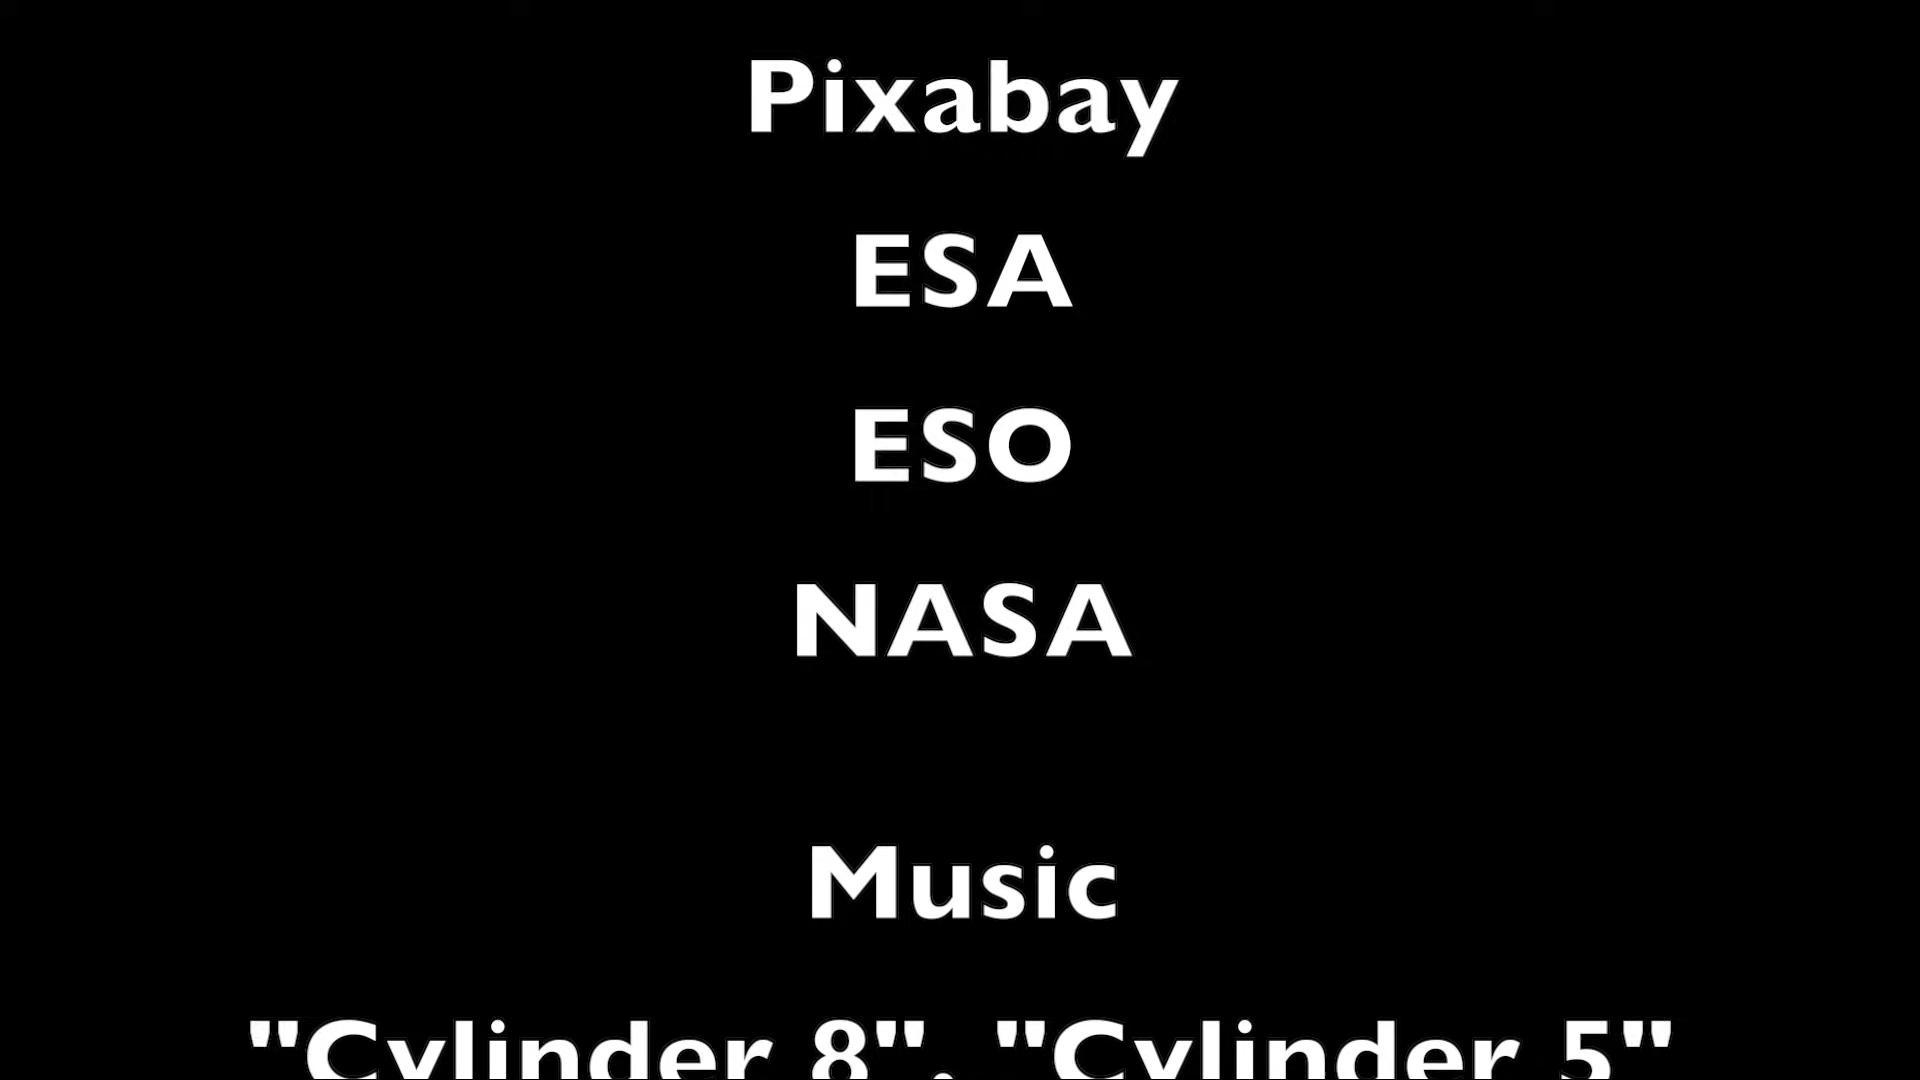 Pixabay
ESA
ESO
NASA
Music
"Cylinder 8", "Cylinder 5"